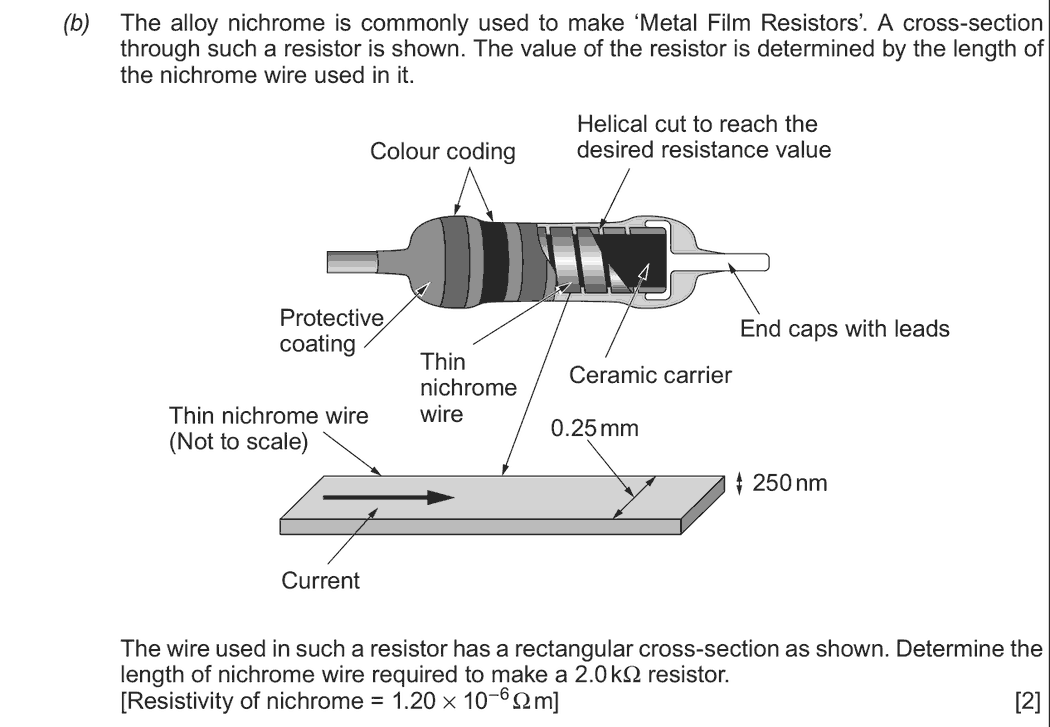 (b) The alloy nichrome is commonly used to make ‘Metal Film Resistors’. A cross-section
through such a resistor is shown. The value of the resistor is determined by the length of
the nichrome wire used in it.
Helical cut to reach the
desired resistance value
Colour coding
Protective
coating
End caps with leads
Thin
nichrome
wire
Ceramic carrier
Thin nichrome wire
(Not to scale)
0.25 mm
250 nm
Current
The wire used in such a resistor has a rectangular cross-section as shown. Determine the
length of nichrome wire required to make a 2.0 kΩ resistor.
[Resistivity of nichrome = 1.20 × 10⁻⁶ Ω m] [2]